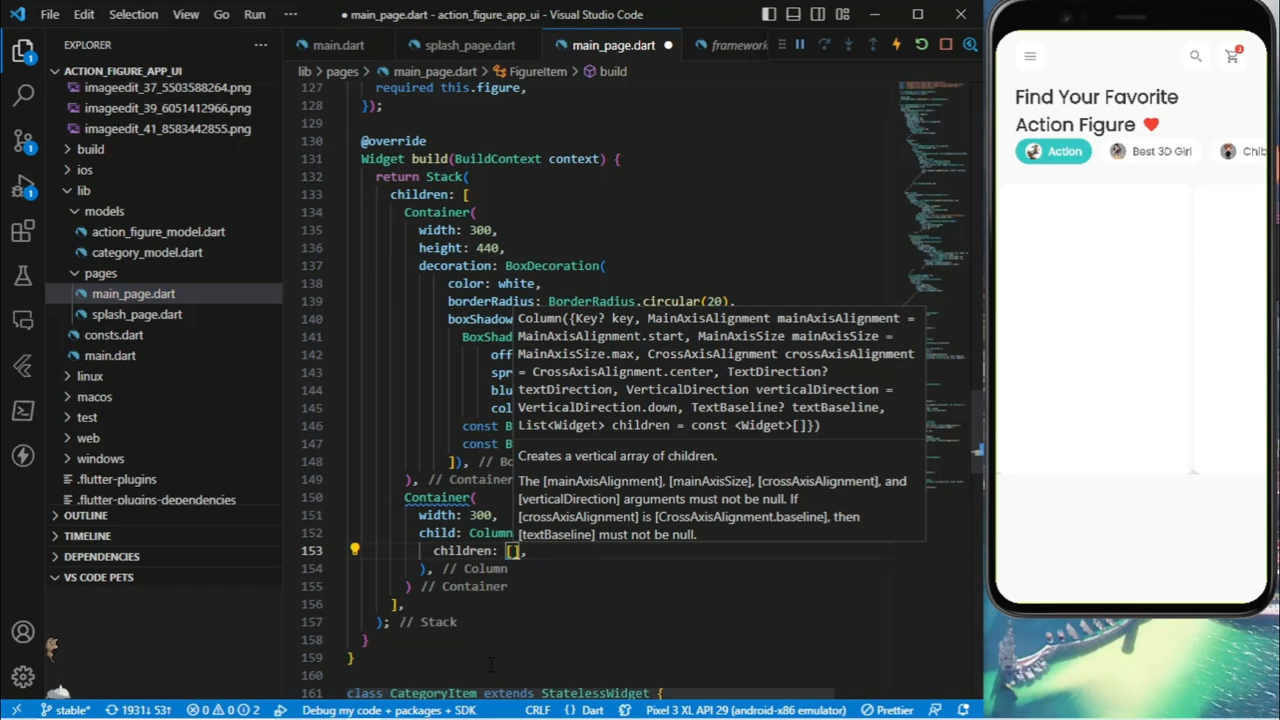 File Edit Selection View Go Run ··· ● main_page.dart - action_figure_app_ui - Visual Studio Code
EXPLORER ···
ACTION_FIGURE_APP_UI
imageedit_37_5503588264.png
imageedit_39_6051412966.png
imageedit_41_8583442855.png
build
ios
lib
models
action_figure_model.dart
category_model.dart
pages
main_page.dart
splash_page.dart
consts.dart
main.dart
linux
macos
test
web
windows
.flutter-plugins
.flutter-plugins-dependencies
OUTLINE
TIMELINE
DEPENDENCIES
VS CODE PETS
main.dart splash_page.dart main_page.dart ● framework
lib > pages > main_page.dart > FigureItem > build
127 required this.figure,
128 });
129
130 @override
131 Widget build(BuildContext context) {
132 return Stack(
133 children: [
134 Container(
135 width: 300,
136 height: 440,
137 decoration: BoxDecoration(
138 color: white,
139 borderRadius: BorderRadius.circular(20),
140 boxShadow
141 BoxShad
142 off
143 spr
144 blu
145 col
146 const B
147 const B
148 ]), // Bo
149 ), // Container
150 Container(
151 width: 300,
152 child: Column
153 children: [],
154 ), // Column
155 ) // Container
156 ],
157 ); // Stack
158 }
159 }
160
161 class CategoryItem extends StatelessWidget {
Column({Key? key, MainAxisAlignment mainAxisAlignment =
MainAxisAlignment.start, MainAxisSize mainAxisSize =
MainAxisSize.max, CrossAxisAlignment crossAxisAlignment
= CrossAxisAlignment.center, TextDirection?
textDirection, VerticalDirection verticalDirection =
VerticalDirection.down, TextBaseline? textBaseline,
List<Widget> children = const <Widget>[]})
Creates a vertical array of children.
The [mainAxisAlignment], [mainAxisSize], [crossAxisAlignment], and
[verticalDirection] arguments must not be null. If
[crossAxisAlignment] is [CrossAxisAlignment.baseline], then
[textBaseline] must not be null.
Find Your Favorite
Action Figure
Action Best 3D Girl Chib
stable* 1931↓ 53↑ 0 0 2 Debug my code + packages + SDK CRLF {} Dart Pixel 3 XL API 29 (android-x86 emulator) Prettier